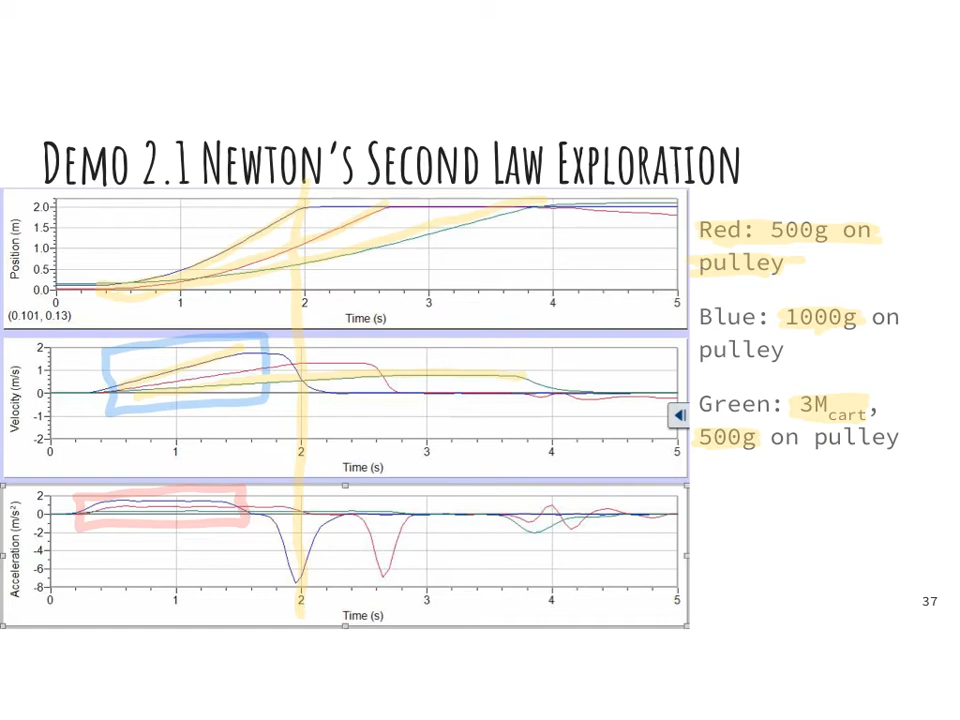 Demo 2.1 Newton's Second Law Exploration
Position (m)
2.0
1.5
1.0
0.5
0.0
0 1 2 3 4 5
(0.101, 0.13)
Time (s)
Velocity (m/s)
2
1
0
-1
-2
0 1 2 3 4 5
Time (s)
Acceleration (m/s²)
2
0
-2
-4
-6
-8
0 1 2 3 4 5
Time (s)
Red: 500g on
pulley
Blue: 1000g on
pulley
Green: 3Mcart,
500g on pulley
37